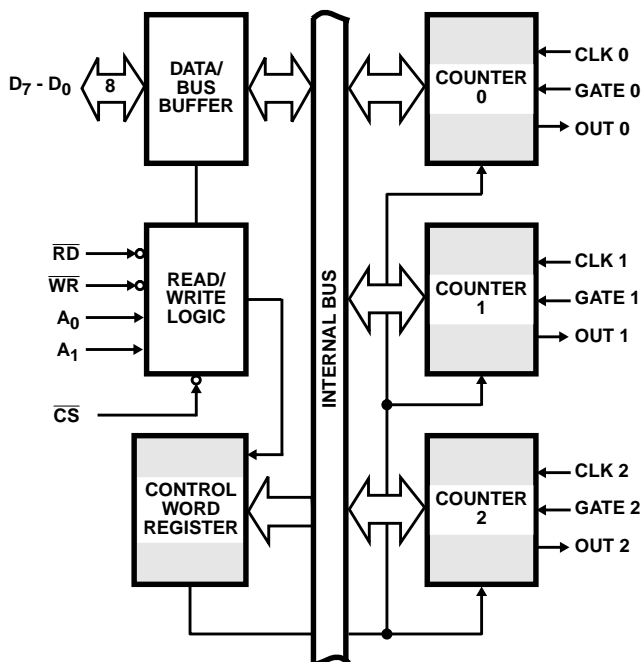 D7 - D0
8
DATA/
BUS
BUFFER
RD
WR
A0
A1
CS
READ/
WRITE
LOGIC
CONTROL
WORD
REGISTER
INTERNAL BUS
COUNTER
0
CLK 0
GATE 0
OUT 0
COUNTER
1
CLK 1
GATE 1
OUT 1
COUNTER
2
CLK 2
GATE 2
OUT 2